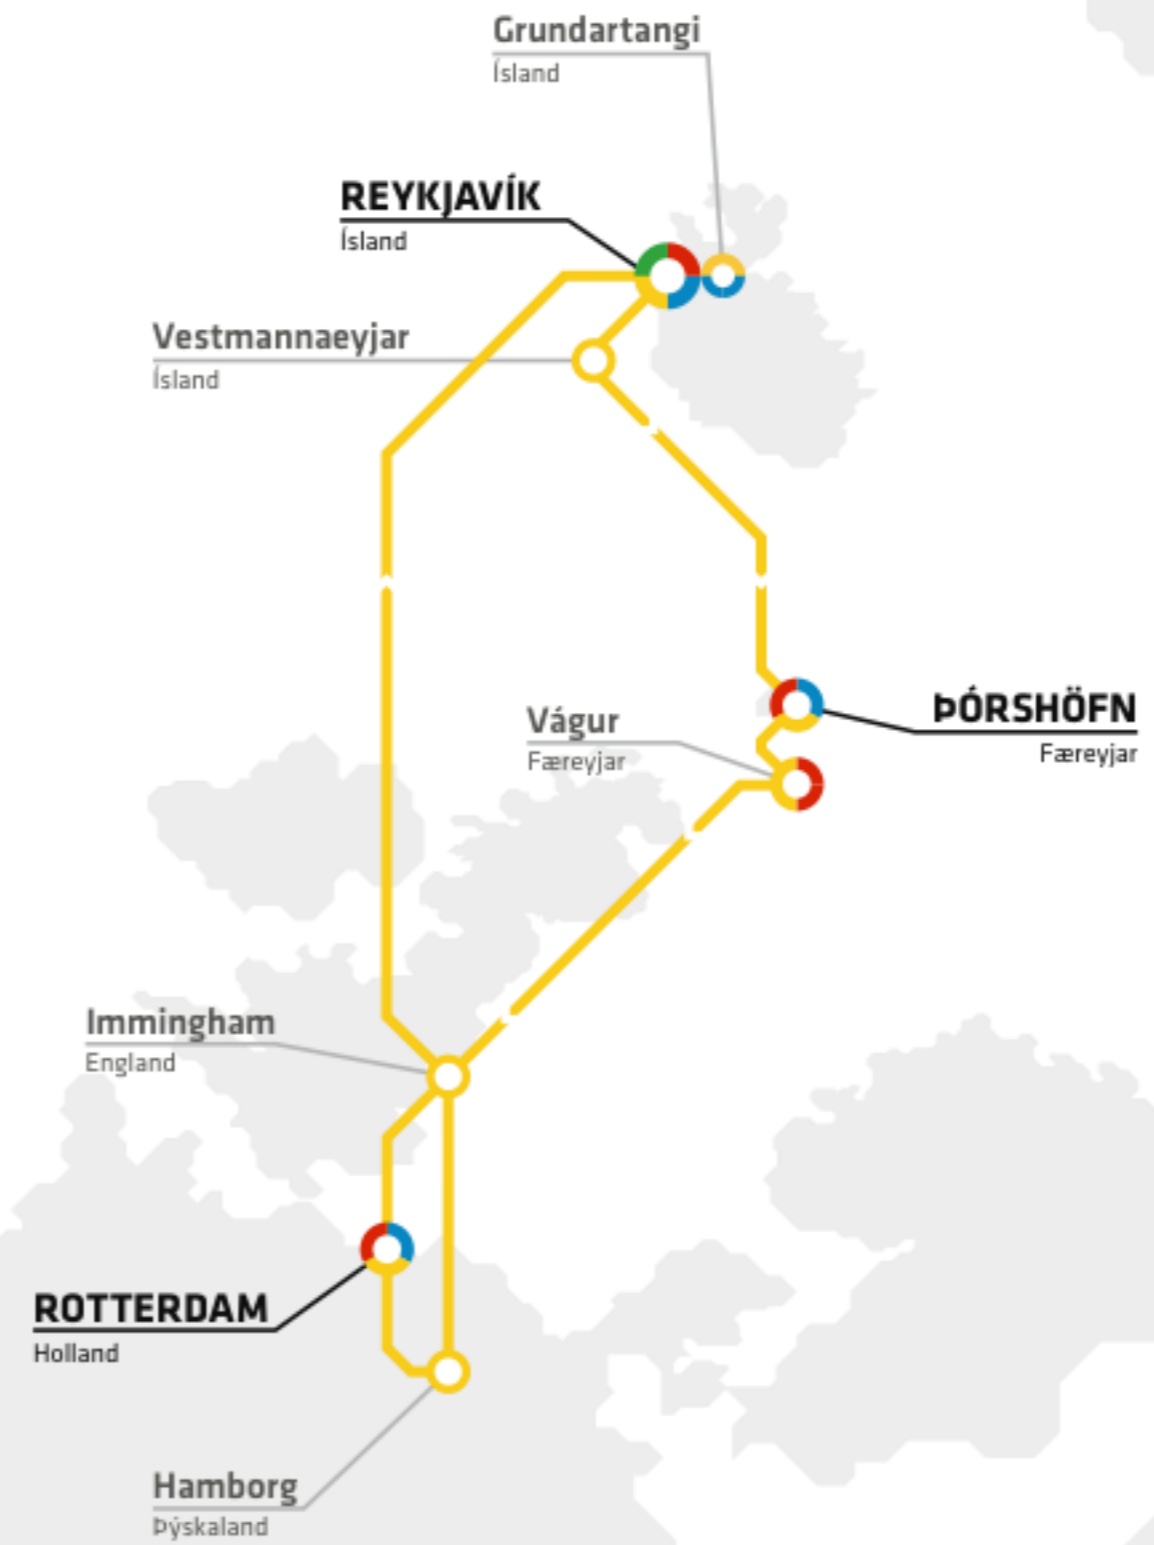 Grundartangi
Ísland
REYKJAVÍK
Ísland
Vestmannaeyjar
Ísland
ÞÓRSHÖFN
Færeyjar
Vágur
Færeyjar
Immingham
England
ROTTERDAM
Holland
Hamborg
Þýskaland